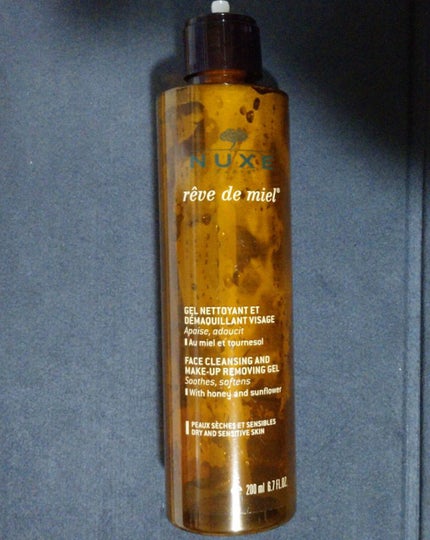 NUXE
rêve de miel®
GEL NETTOYANT ET
DÉMAQUILLANT VISAGE
Apaise, adoucit
Au miel et tournesol
FACE CLEANSING AND
MAKE-UP REMOVING GEL
Soothes, softens
With honey and sunflower
PEAUX SÈCHES ET SENSIBLES
DRY AND SENSITIVE SKIN
℮ 200 ml 6.7 FL.OZ.